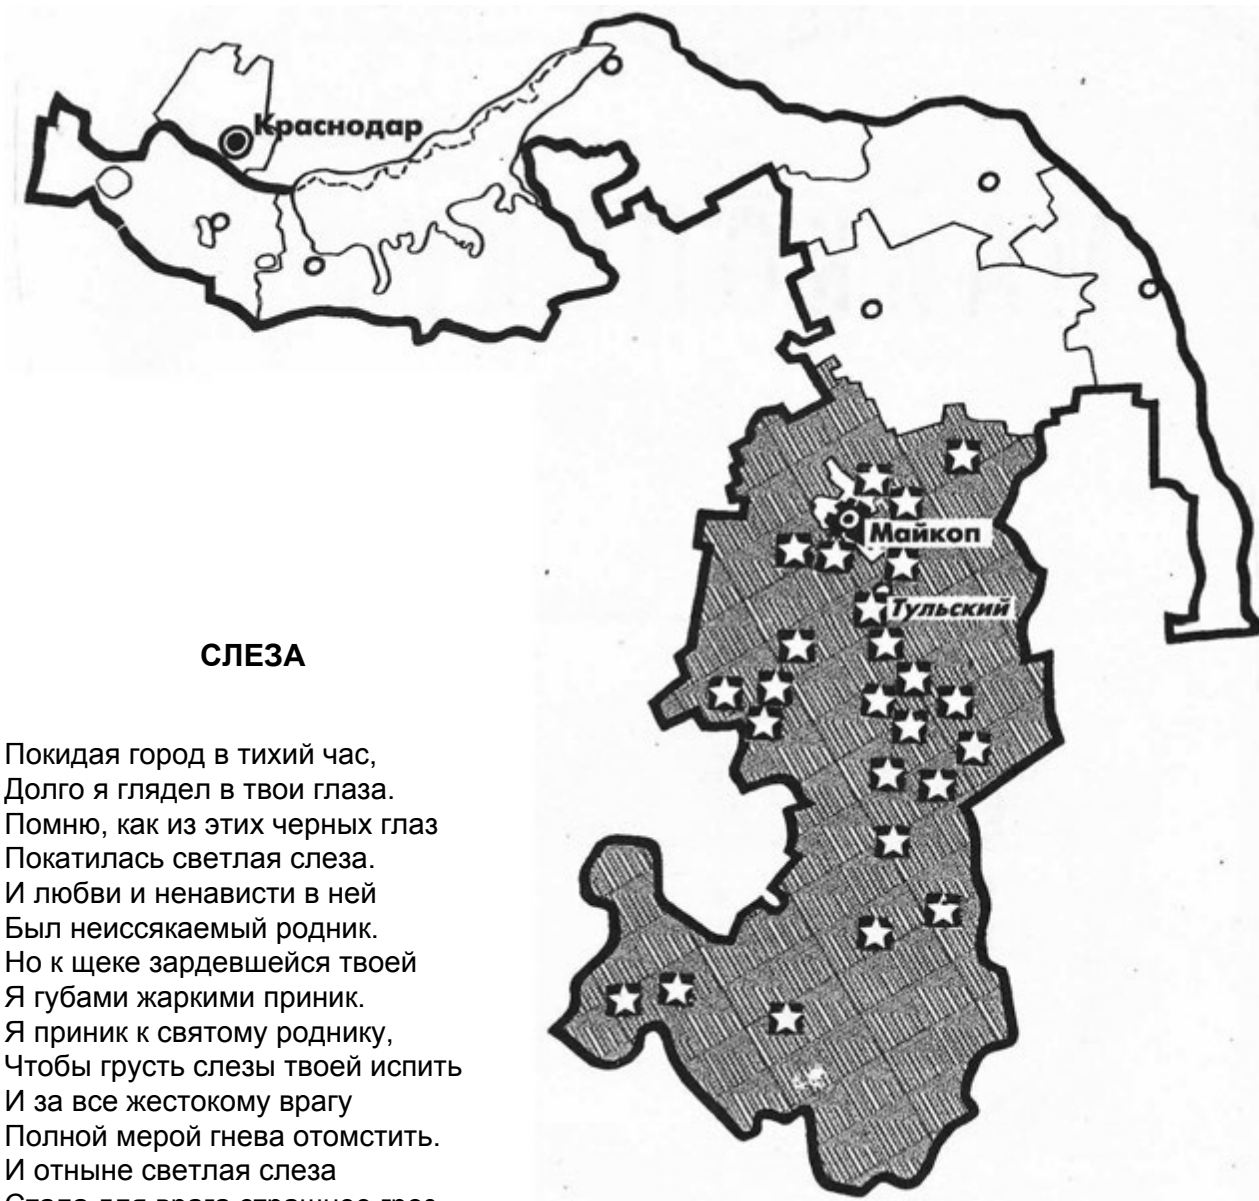 Краснодар
Майкоп
Тульский
СЛЕЗА
Покидая город в тихий час,
Долго я глядел в твои глаза.
Помню, как из этих черных глаз
Покатилась светлая слеза.
И любви и ненависти в ней
Был неиссякаемый родник.
Но к щеке зардевшейся твоей
Я губами жаркими приник.
Я приник к святому роднику,
Чтобы грусть слезы твоей испить
И за все жестокому врагу
Полной мерой гнева отомстить.
И отныне светлая слеза